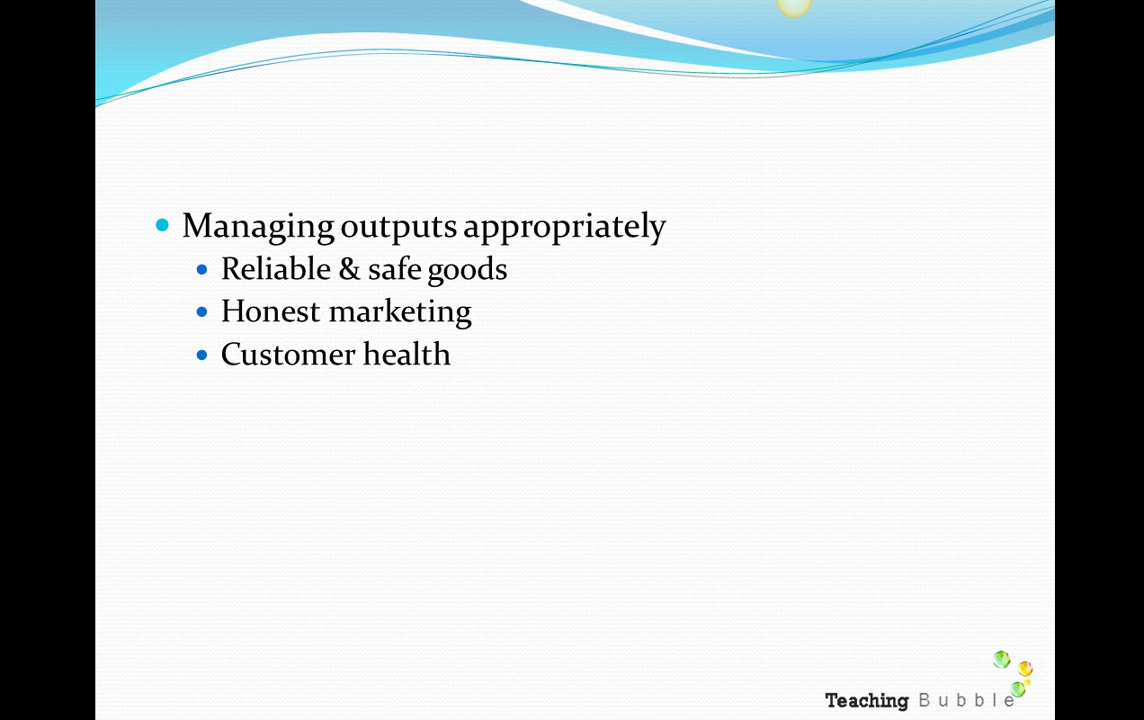 Managing outputs appropriately
Reliable & safe goods
Honest marketing
Customer health
Teaching Bubble